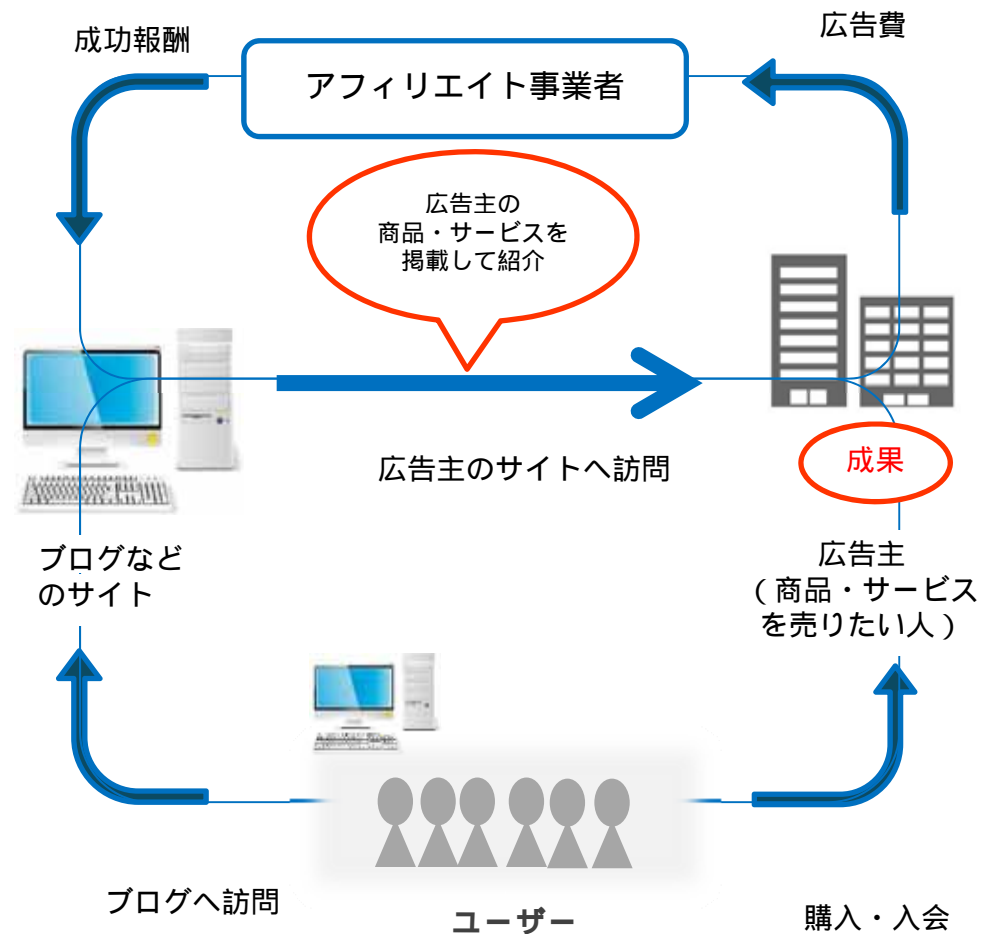 成功報酬
広告費
アフィリエイト事業者
広告主の
商品・サービスを
掲載して紹介
広告主のサイトへ訪問
成果
ブログなど
のサイト
広告主
（商品・サービス
を売りたい人）
ブログへ訪問
ユーザー
購入・入会